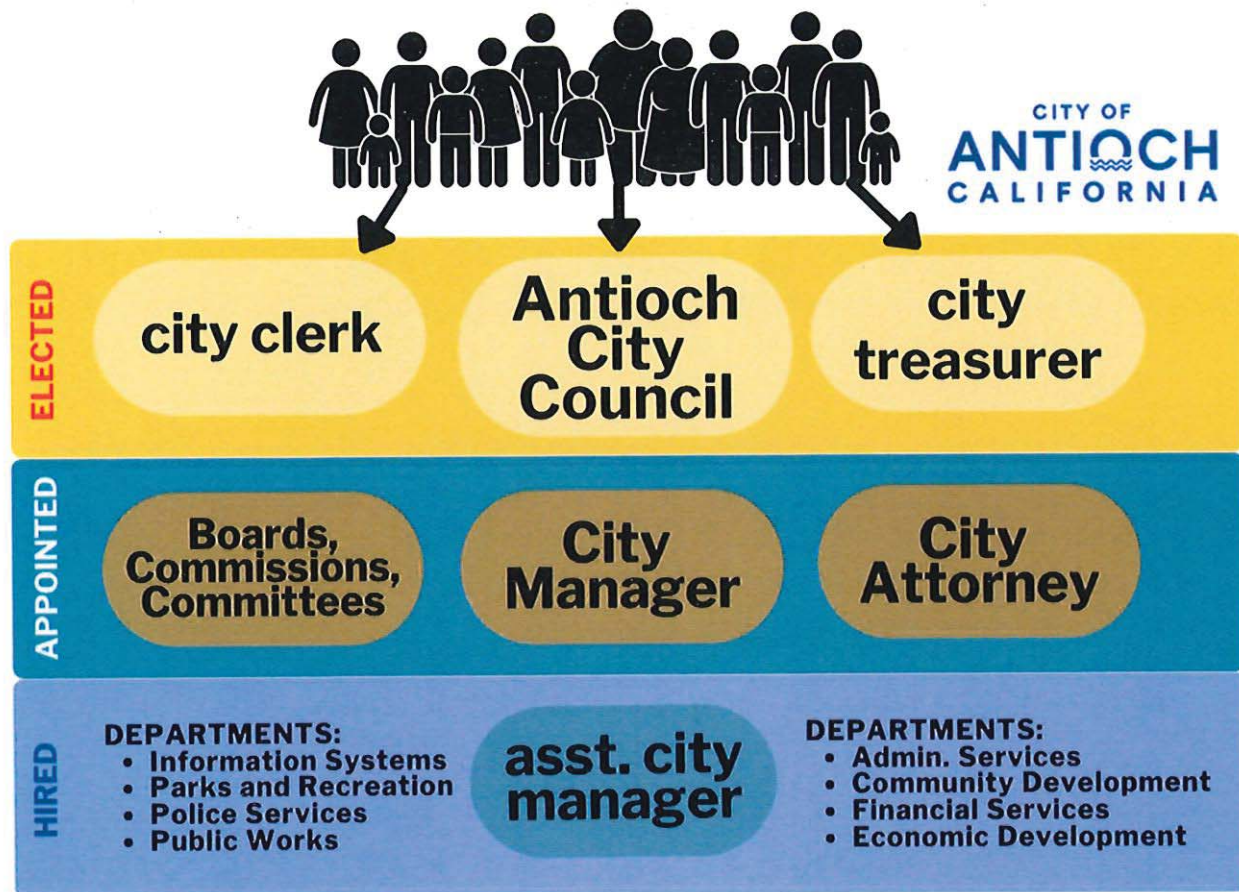 CITY OF
ANTIOCH
CALIFORNIA
ELECTED
city clerk
Antioch
City
Council
city
treasurer
APPOINTED
Boards,
Commissions,
Committees
City
Manager
City
Attorney
HIRED
DEPARTMENTS:
• Information Systems
• Parks and Recreation
• Police Services
• Public Works
asst. city
manager
DEPARTMENTS:
• Admin. Services
• Community Development
• Financial Services
• Economic Development